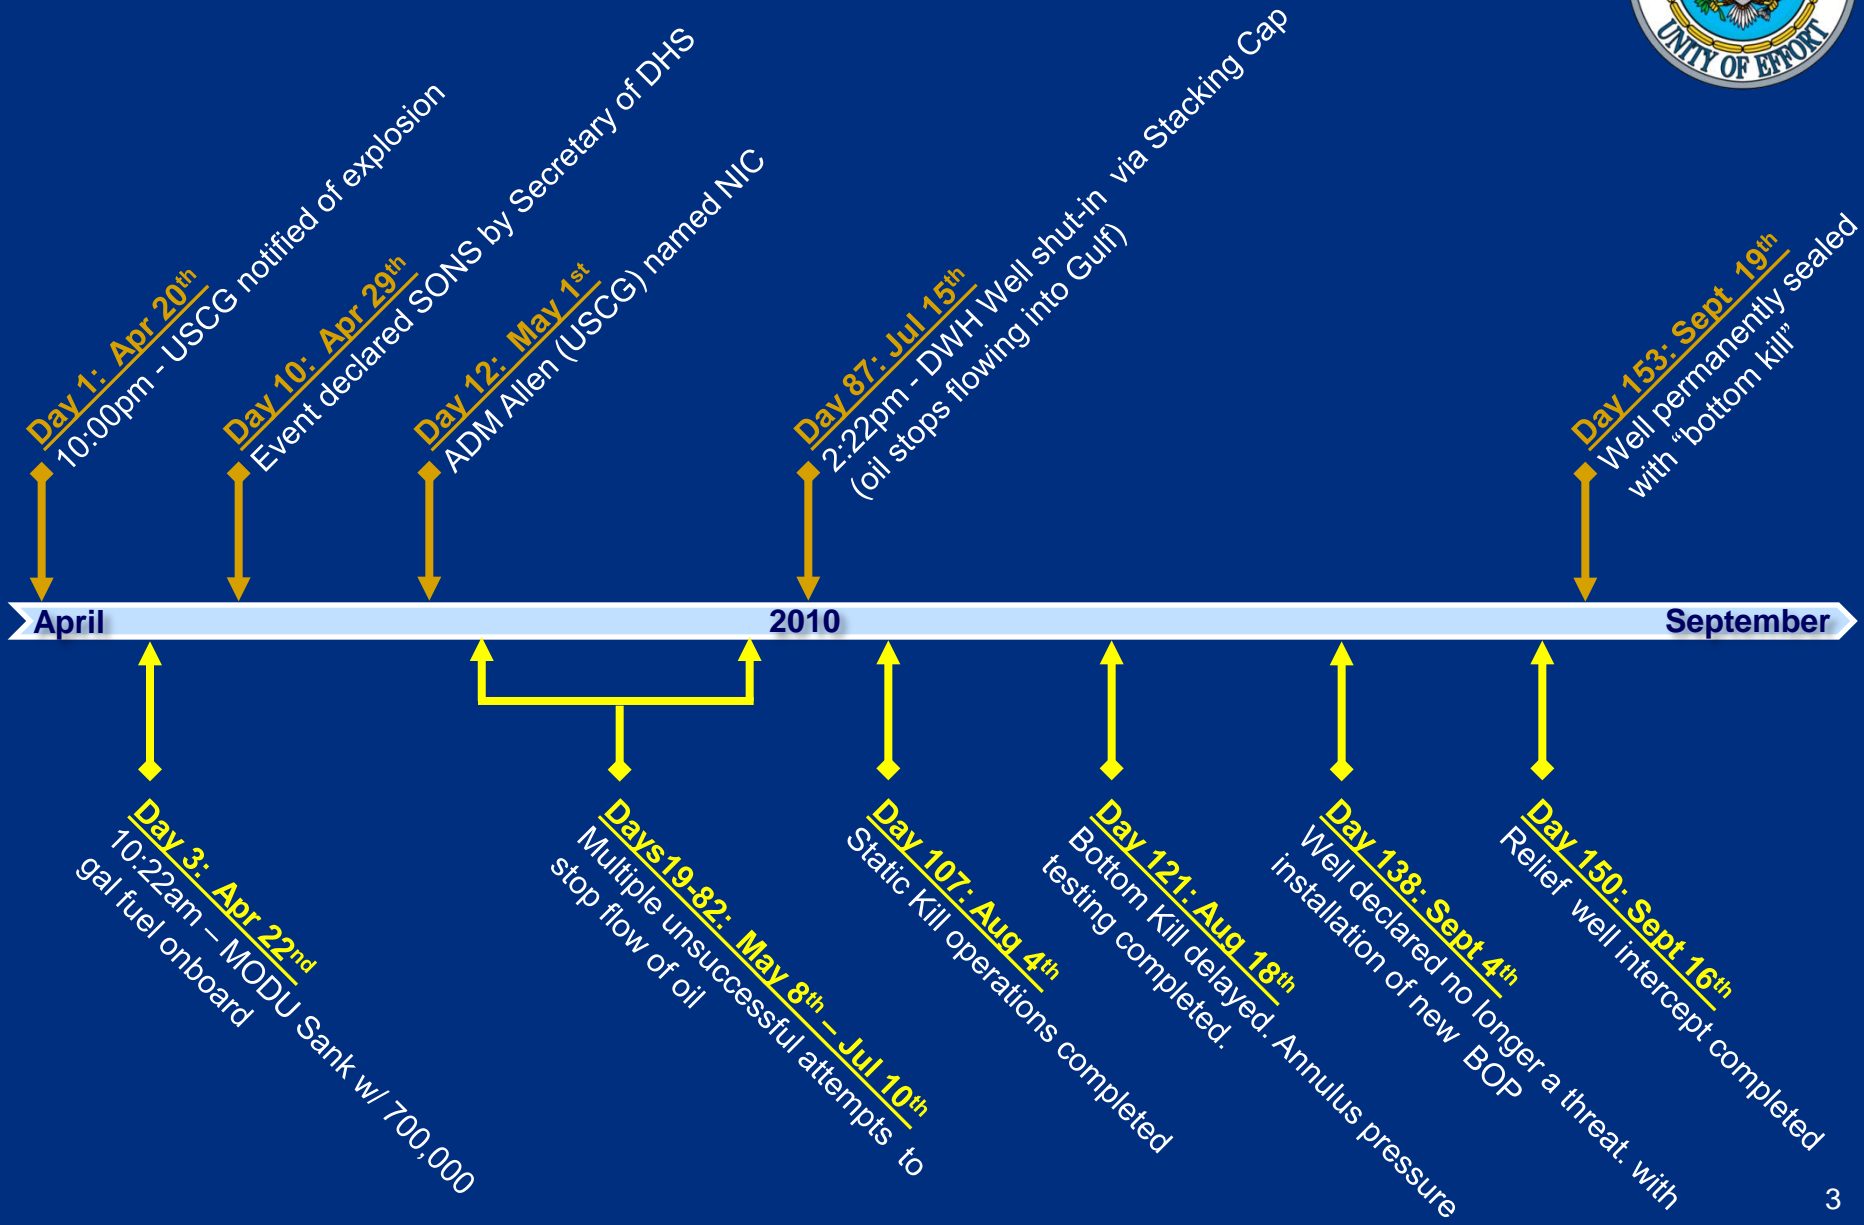 UNITY OF EFFORT
Day 1:  Apr 20th
10:00pm - USCG notified of explosion
Day 10:  Apr 29th
Event declared SONS by Secretary of DHS
Day 12:  May 1st
ADM Allen (USCG) named NIC
Day 87: Jul 15th
2:22pm - DWH Well shut-in  via Stacking Cap
(oil stops flowing into Gulf)
Day 153: Sept  19th
Well permanently sealed
with “bottom kill”
April
2010
September
Day 3:  Apr 22nd
10:22am – MODU Sank w/ 700,000
gal fuel onboard
Days19-82:  May 8th – Jul 10th
Multiple unsuccessful attempts  to
stop flow of oil
Day 107: Aug 4th
Static Kill operations completed
Day 121: Aug 18th
Bottom Kill delayed. Annulus pressure
testing completed.
Day 138: Sept 4th
Well declared no longer a threat. with
installation of new  BOP
Day 150: Sept 16th
Relief  well intercept completed
3